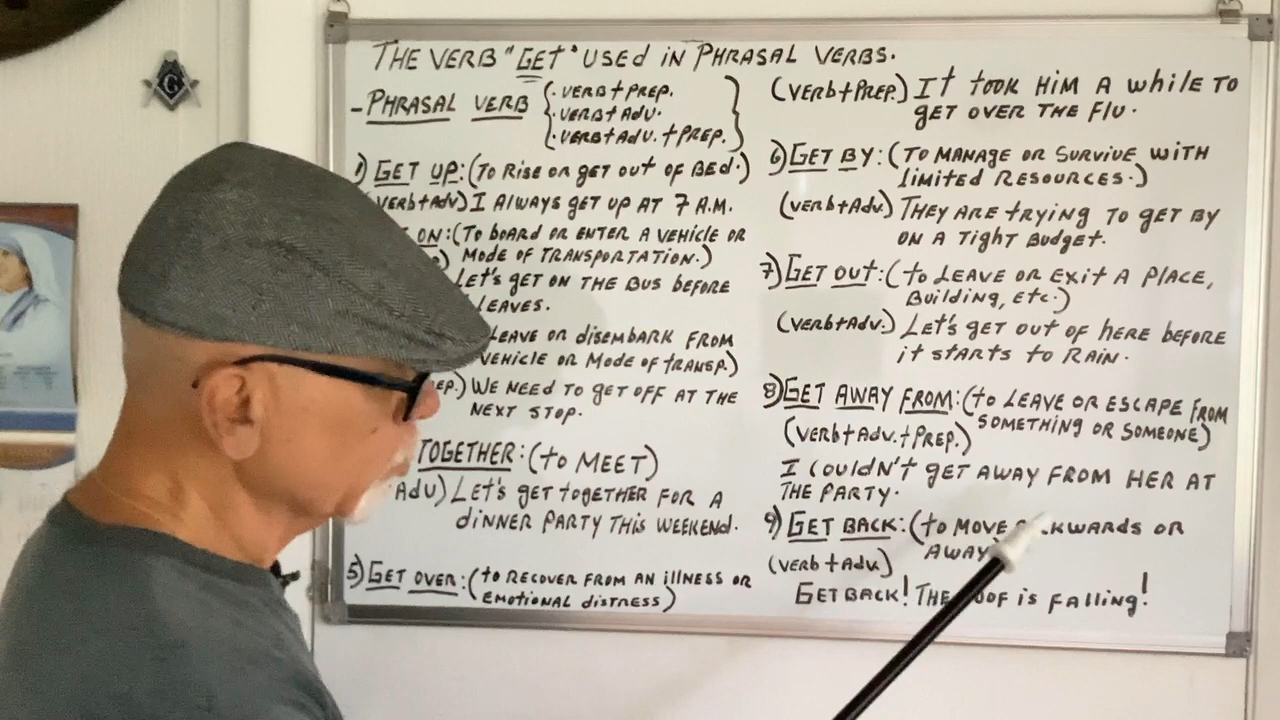 THE VERB "GET" USED IN PHRASAL VERBS.
- PHRASAL VERB
· VERB + PREP.
· VERB + ADV.
· VERB + ADV. + PREP.
1) GET UP: (TO RISE OR GET OUT OF BED.)
(VERB + ADV) I ALWAYS GET UP AT 7 A.M.
ON: (TO BOARD OR ENTER A VEHICLE OR
MODE OF TRANSPORTATION.)
LET'S GET ON THE BUS BEFORE
LEAVES.
LEAVE OR DISEMBARK FROM
VEHICLE OR MODE OF TRANSP.)
EP.) WE NEED TO GET OFF AT THE
NEXT STOP.
TOGETHER: (TO MEET)
ADV) LET'S GET TOGETHER FOR A
DINNER PARTY THIS WEEKEND.
5) GET OVER: (TO RECOVER FROM AN ILLNESS OR
EMOTIONAL DISTRESS)
(VERB + PREP.) IT TOOK HIM A WHILE TO
GET OVER THE FLU.
6) GET BY: (TO MANAGE OR SURVIVE WITH
LIMITED RESOURCES.)
(VERB + ADV.) THEY ARE TRYING TO GET BY
ON A TIGHT BUDGET.
7) GET OUT: (TO LEAVE OR EXIT A PLACE,
BUILDING, ETC.)
(VERB + ADV.) LET'S GET OUT OF HERE BEFORE
IT STARTS TO RAIN.
8) GET AWAY FROM: (TO LEAVE OR ESCAPE FROM
SOMETHING OR SOMEONE)
(VERB + ADV. + PREP.)
I COULDN'T GET AWAY FROM HER AT
THE PARTY.
9) GET BACK: (TO MOVE BACKWARDS OR
AWAY)
(VERB + ADV.)
GET BACK! THE ROOF IS FALLING!
G